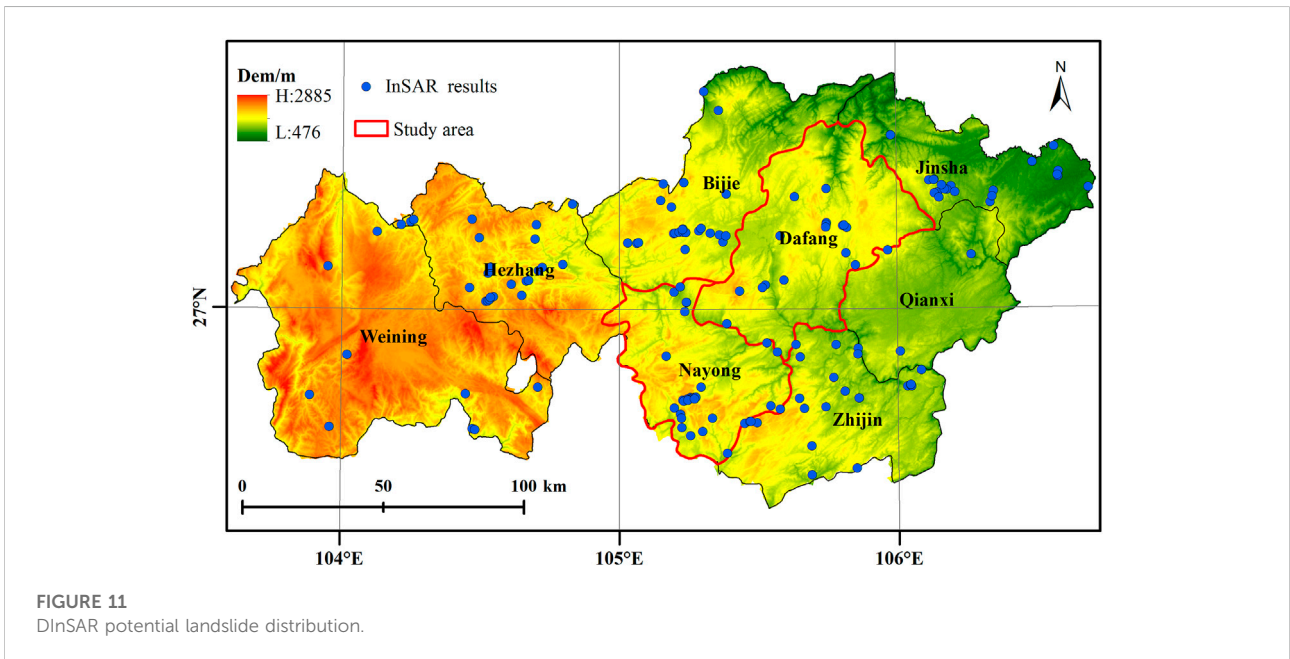 Dem/m
H:2885
L:476
InSAR results
Study area
N
Bijie
Jinsha
Dafang
Hezhang
Qianxi
27°N
Weining
Nayong
Zhijin
0 50 100 km
104°E 105°E 106°E
FIGURE 11
DInSAR potential landslide distribution.